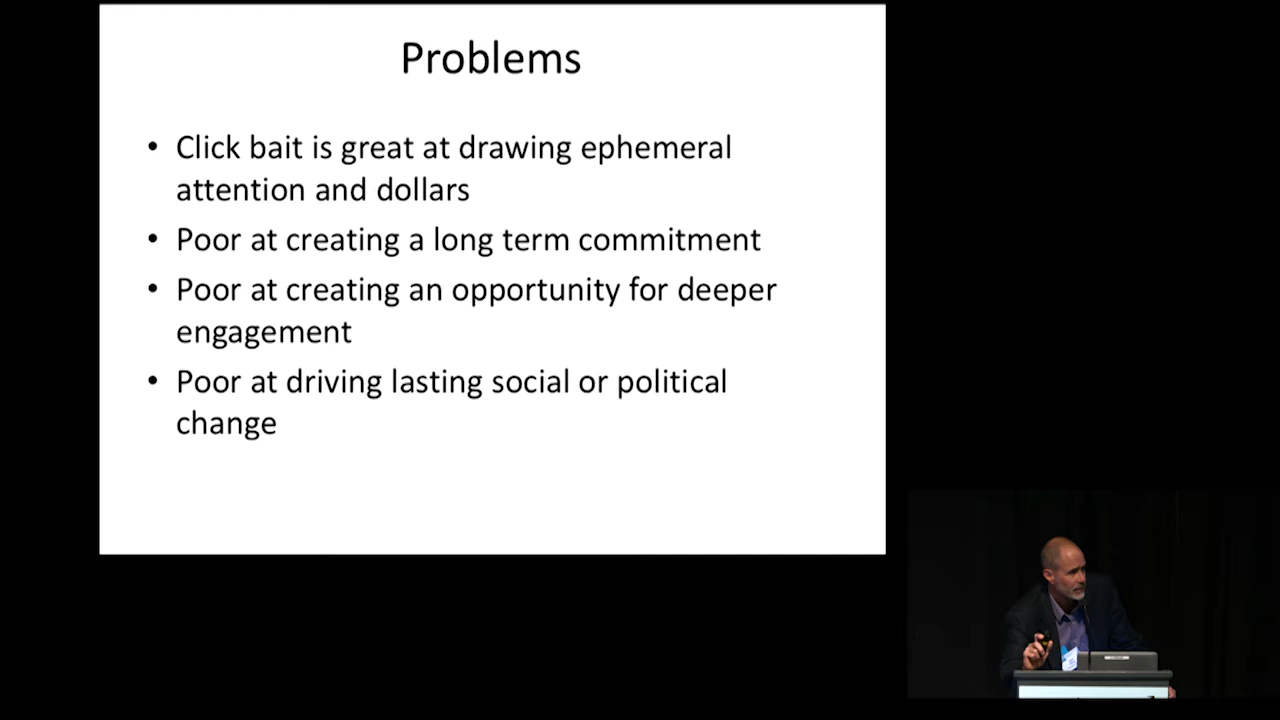 Problems
• Click bait is great at drawing ephemeral
attention and dollars
• Poor at creating a long term commitment
• Poor at creating an opportunity for deeper
engagement
• Poor at driving lasting social or political
change